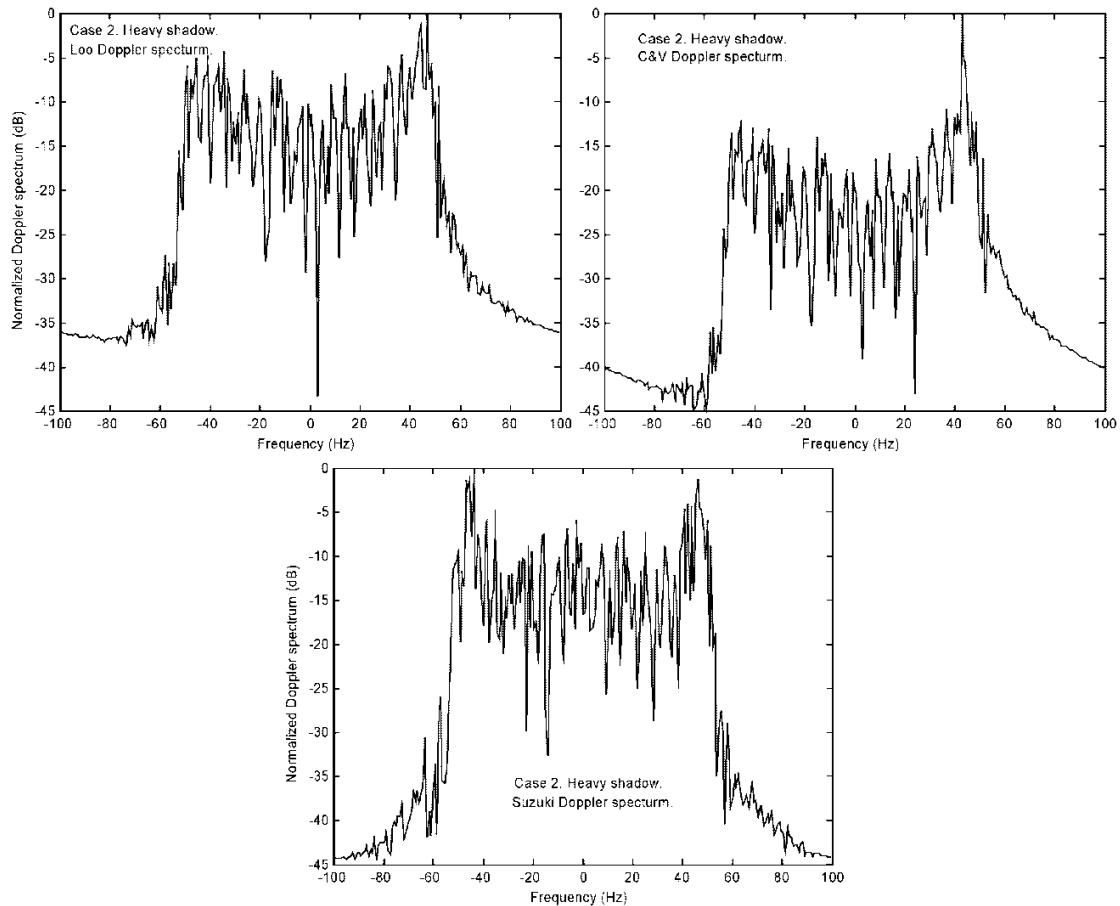 Case 2. Heavy shadow.
Loo Doppler specturm.
Normalized Doppler spectrum (dB)
0
-5
-10
-15
-20
-25
-30
-35
-40
-45
-100 -80 -60 -40 -20 0 20 40 60 80 100
Frequency (Hz)
Case 2. Heavy shadow.
C&V Doppler specturm.
0
-5
-10
-15
-20
-25
-30
-35
-40
-45
-100 -80 -60 -40 -20 0 20 40 60 80 100
Frequency (Hz)
Normalized Doppler spectrum (dB)
0
-5
-10
-15
-20
-25
-30
-35
-40
-45
Case 2. Heavy shadow.
Suzuki Doppler specturm.
-100 -80 -60 -40 -20 0 20 40 60 80 100
Frequency (Hz)